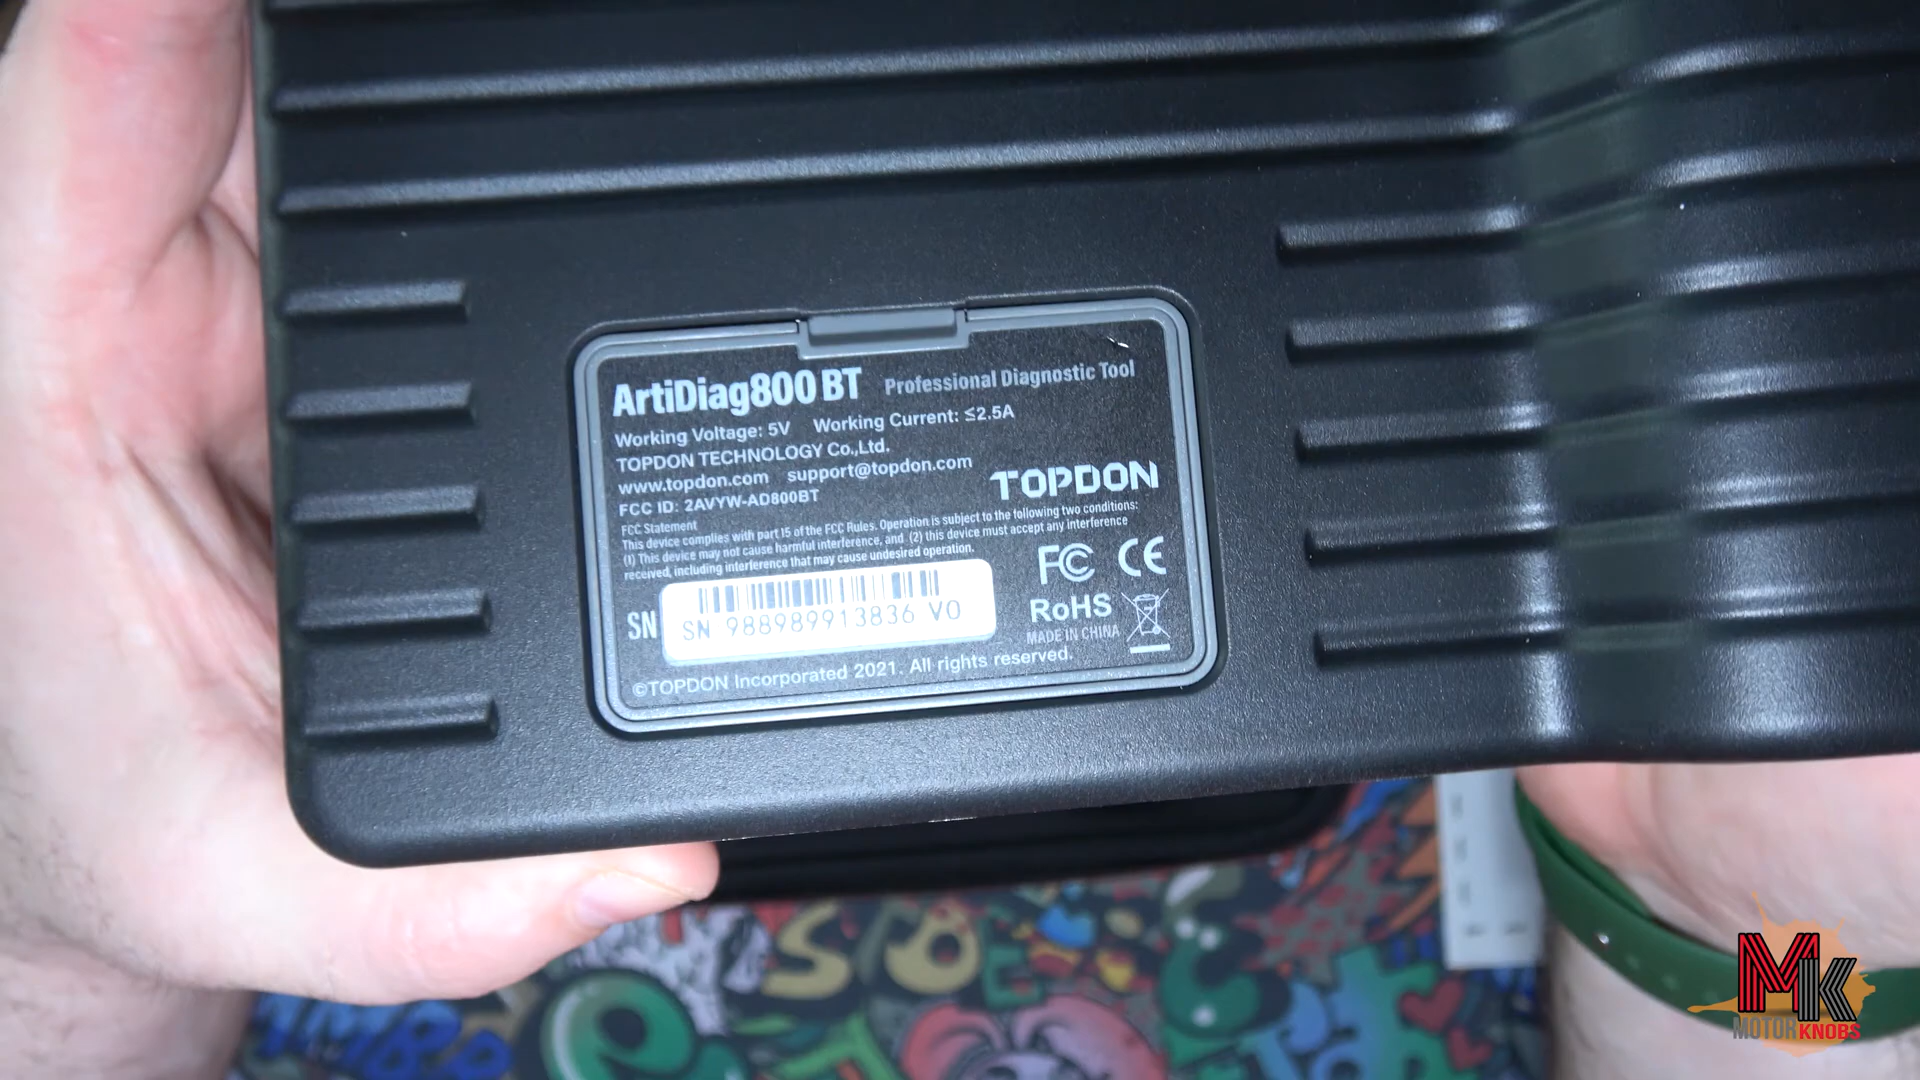 ArtiDiag800 BT Professional Diagnostic Tool
Working Voltage: 5V Working Current: ≤2.5A
TOPDON TECHNOLOGY Co.,Ltd.
www.topdon.com support@topdon.com
FCC ID: 2AVYW-AD800BT
TOPDON
FCC Statement
This device complies with part 15 of the FCC Rules. Operation is subject to the following two conditions:
(1) This device may not cause harmful interference, and (2) this device must accept any interference
received, including interference that may cause undesired operation.
FC CE
SN SN 988989913836 V0
RoHS
MADE IN CHINA
©TOPDON Incorporated 2021. All rights reserved.
MK
MOTORKNOBS